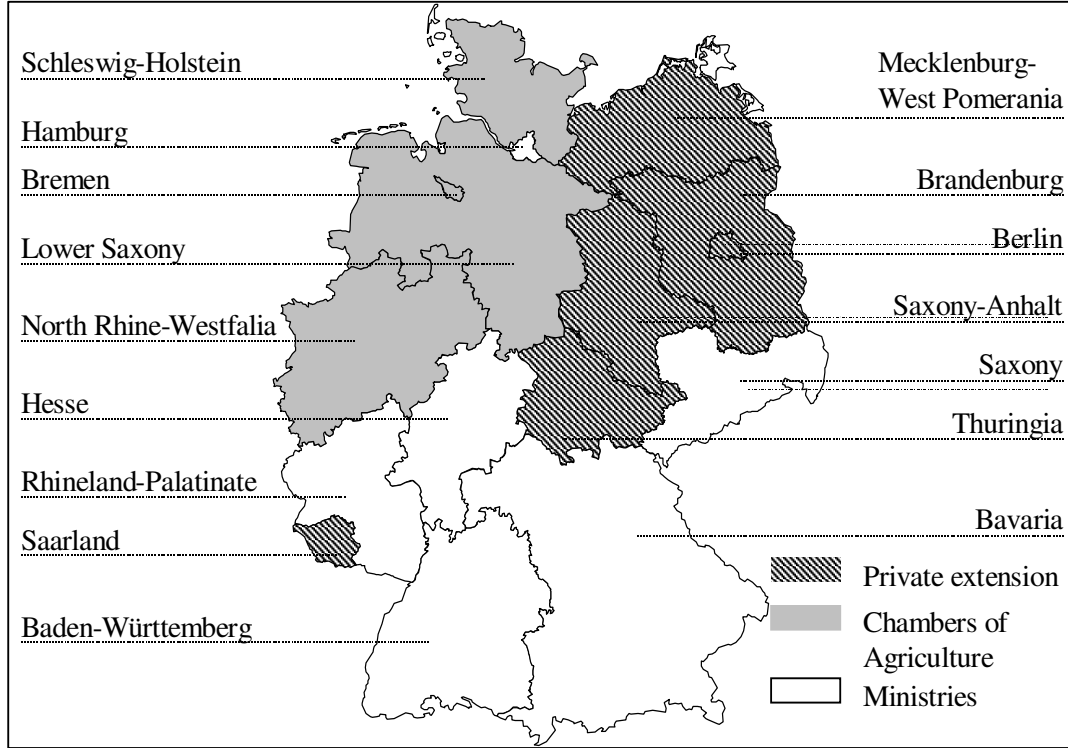 Schleswig-Holstein
Hamburg
Bremen
Lower Saxony
North Rhine-Westfalia
Hesse
Rhineland-Palatinate
Saarland
Baden-Württemberg
Mecklenburg-
West Pomerania
Brandenburg
Berlin
Saxony-Anhalt
Saxony
Thuringia
Bavaria
Private extension
Chambers of
Agriculture
Ministries